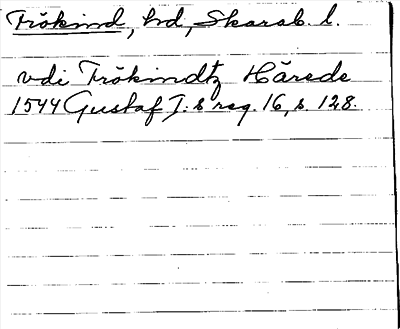 Frökind, hd, Skarab. l.
vdi Frökindtz Härede
1544 Gustaf I:s reg. 16, s. 128.